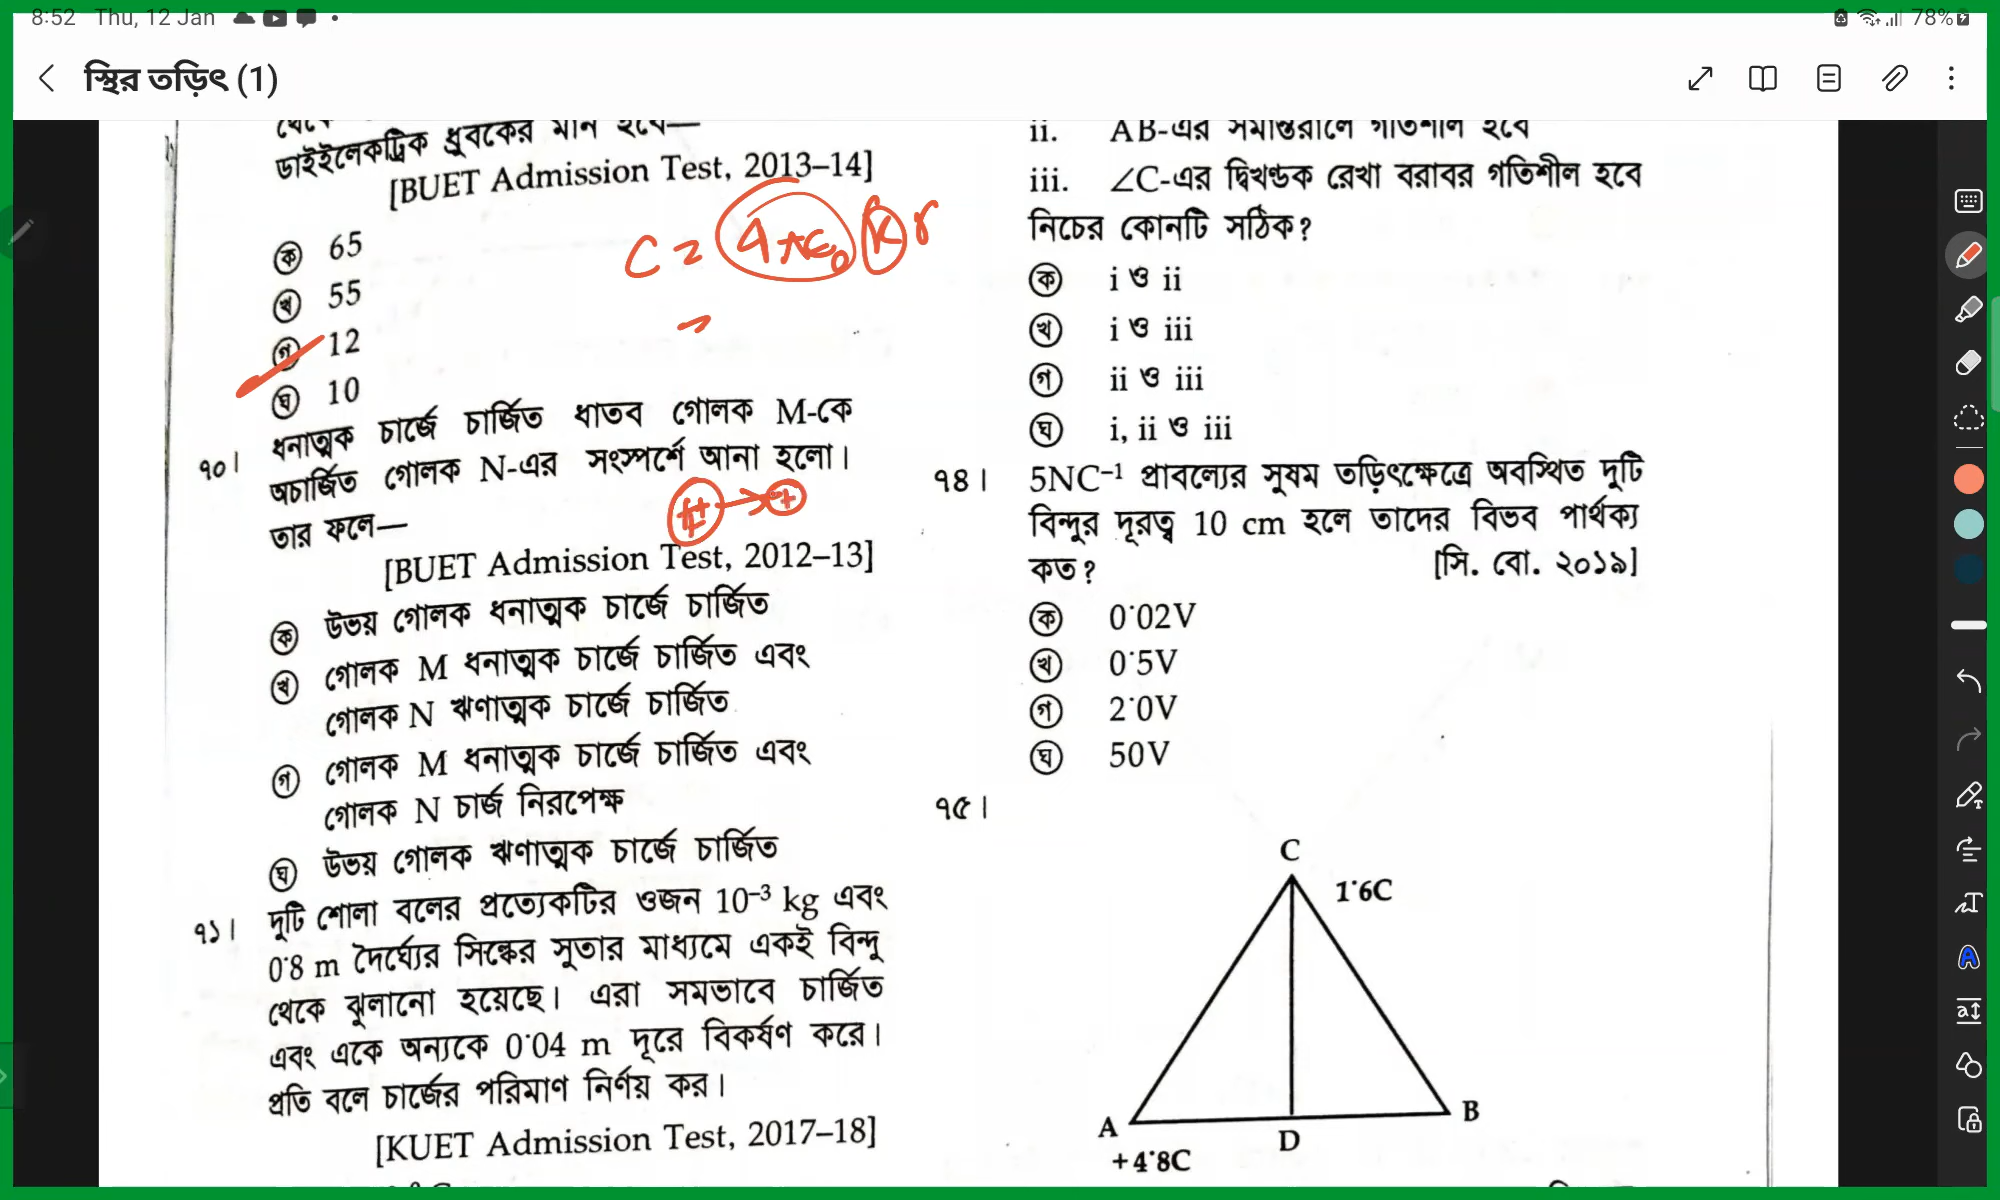 8:52 Thu, 12 Jan
78%
স্থির তড়িৎ (1)
ডাইইলেকট্রিক ধ্রুবকের মান হবে—
[BUET Admission Test, 2013–14]
ক 65
খ 55
গ 12
ঘ 10
C = 4πε₀ K r
=
৭০। ধনাত্মক চার্জে চার্জিত ধাতব গোলক M-কে
অচার্জিত গোলক N-এর সংস্পর্শে আনা হলো।
তার ফলে—
[BUET Admission Test, 2012–13]
ক উভয় গোলক ধনাত্মক চার্জে চার্জিত
খ গোলক M ধনাত্মক চার্জে চার্জিত এবং
গোলক N ঋণাত্মক চার্জে চার্জিত
গ গোলক M ধনাত্মক চার্জে চার্জিত এবং
গোলক N চার্জ নিরপেক্ষ
ঘ উভয় গোলক ঋণাত্মক চার্জে চার্জিত
৭১। দুটি শোলা বলের প্রত্যেকটির ওজন 10⁻³ kg এবং
0·8 m দৈর্ঘ্যের সিল্কের সুতার মাধ্যমে একই বিন্দু
থেকে ঝুলানো হয়েছে। এরা সমভাবে চার্জিত
এবং একে অন্যকে 0·04 m দূরে বিকর্ষণ করে।
প্রতি বলে চার্জের পরিমাণ নির্ণয় কর।
[KUET Admission Test, 2017–18]
ii. AB-এর সমান্তরালে গতিশীল হবে
iii. ∠C-এর দ্বিখণ্ডক রেখা বরাবর গতিশীল হবে
নিচের কোনটি সঠিক?
ক i ও ii
খ i ও iii
গ ii ও iii
ঘ i, ii ও iii
৭৪। 5NC⁻¹ প্রাবল্যের সুষম তড়িৎক্ষেত্রে অবস্থিত দুটি
বিন্দুর দূরত্ব 10 cm হলে তাদের বিভব পার্থক্য
কত? [সি. বো. ২০১৯]
ক 0·02V
খ 0·5V
গ 2·0V
ঘ 50V
৭৫।
C
1·6C
A
B
D
+4·8C